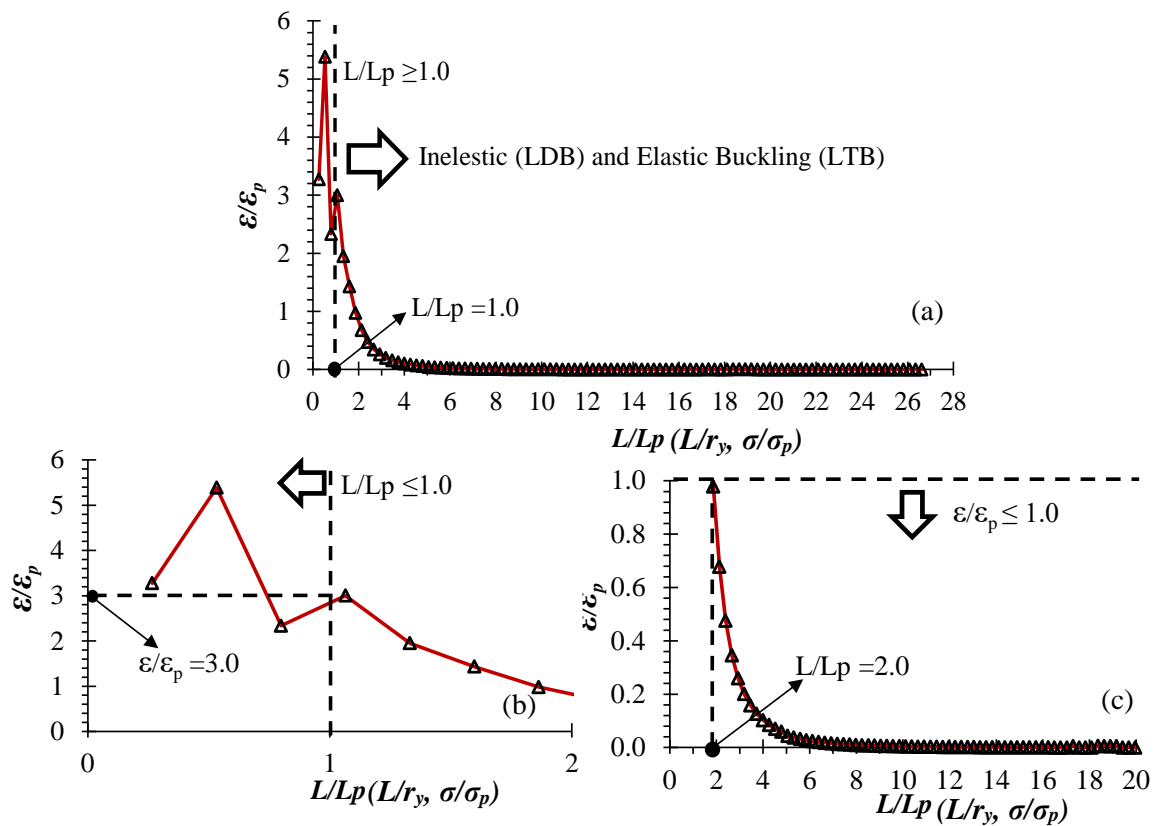 6
5
4
3
2
1
0
ε/ε_p
L/Lp ≥1.0
Inelestic (LDB) and Elastic Buckling (LTB)
L/Lp =1.0
(a)
0 2 4 6 8 10 12 14 16 18 20 22 24 26 28
L/Lp (L/r_y, σ/σ_p)
6
5
4
3
2
1
0
ε/ε_p
L/Lp ≤1.0
ε/ε_p =3.0
(b)
0 1 2
L/Lp (L/r_y, σ/σ_p)
1.0
0.8
0.6
0.4
0.2
0.0
ε/ε_p
ε/ε_p ≤ 1.0
L/Lp =2.0
(c)
0 2 4 6 8 10 12 14 16 18 20
L/Lp (L/r_y, σ/σ_p)